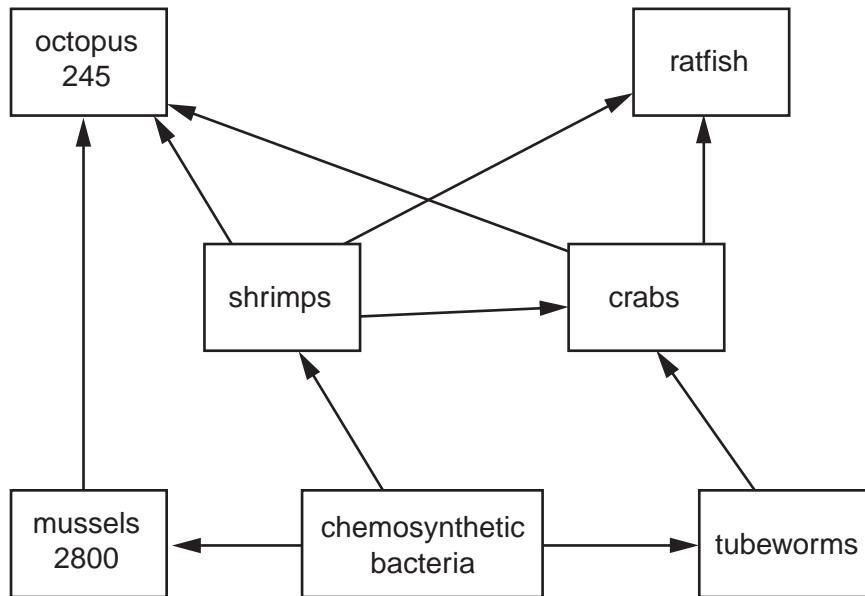 octopus
245
ratfish
shrimps
crabs
mussels
2800
chemosynthetic
bacteria
tubeworms